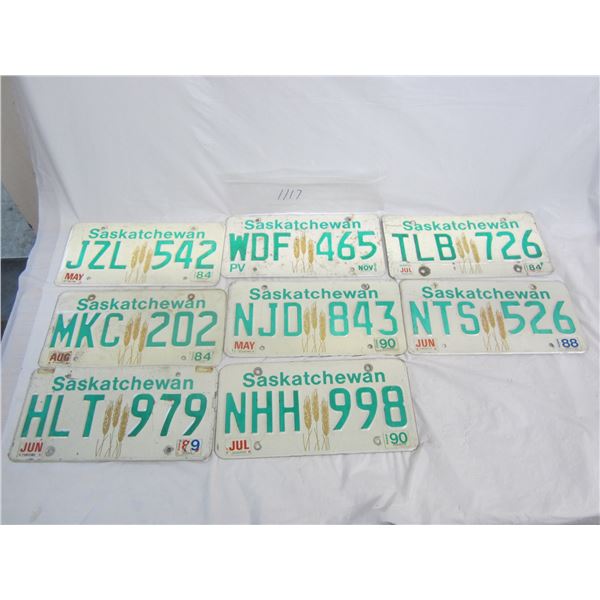 1117
Saskatchewan
JZL 542
MAY 84
Saskatchewan
WDF 465
PV NOV
Saskatchewan
TLB 726
JUL 84
Saskatchewan
MKC 202
AUG 84
Saskatchewan
NJD 843
MAY 90
Saskatchewan
NTS 526
JUN 88
Saskatchewan
HLT 979
JUN 89
Saskatchewan
NHH 998
JUL 90